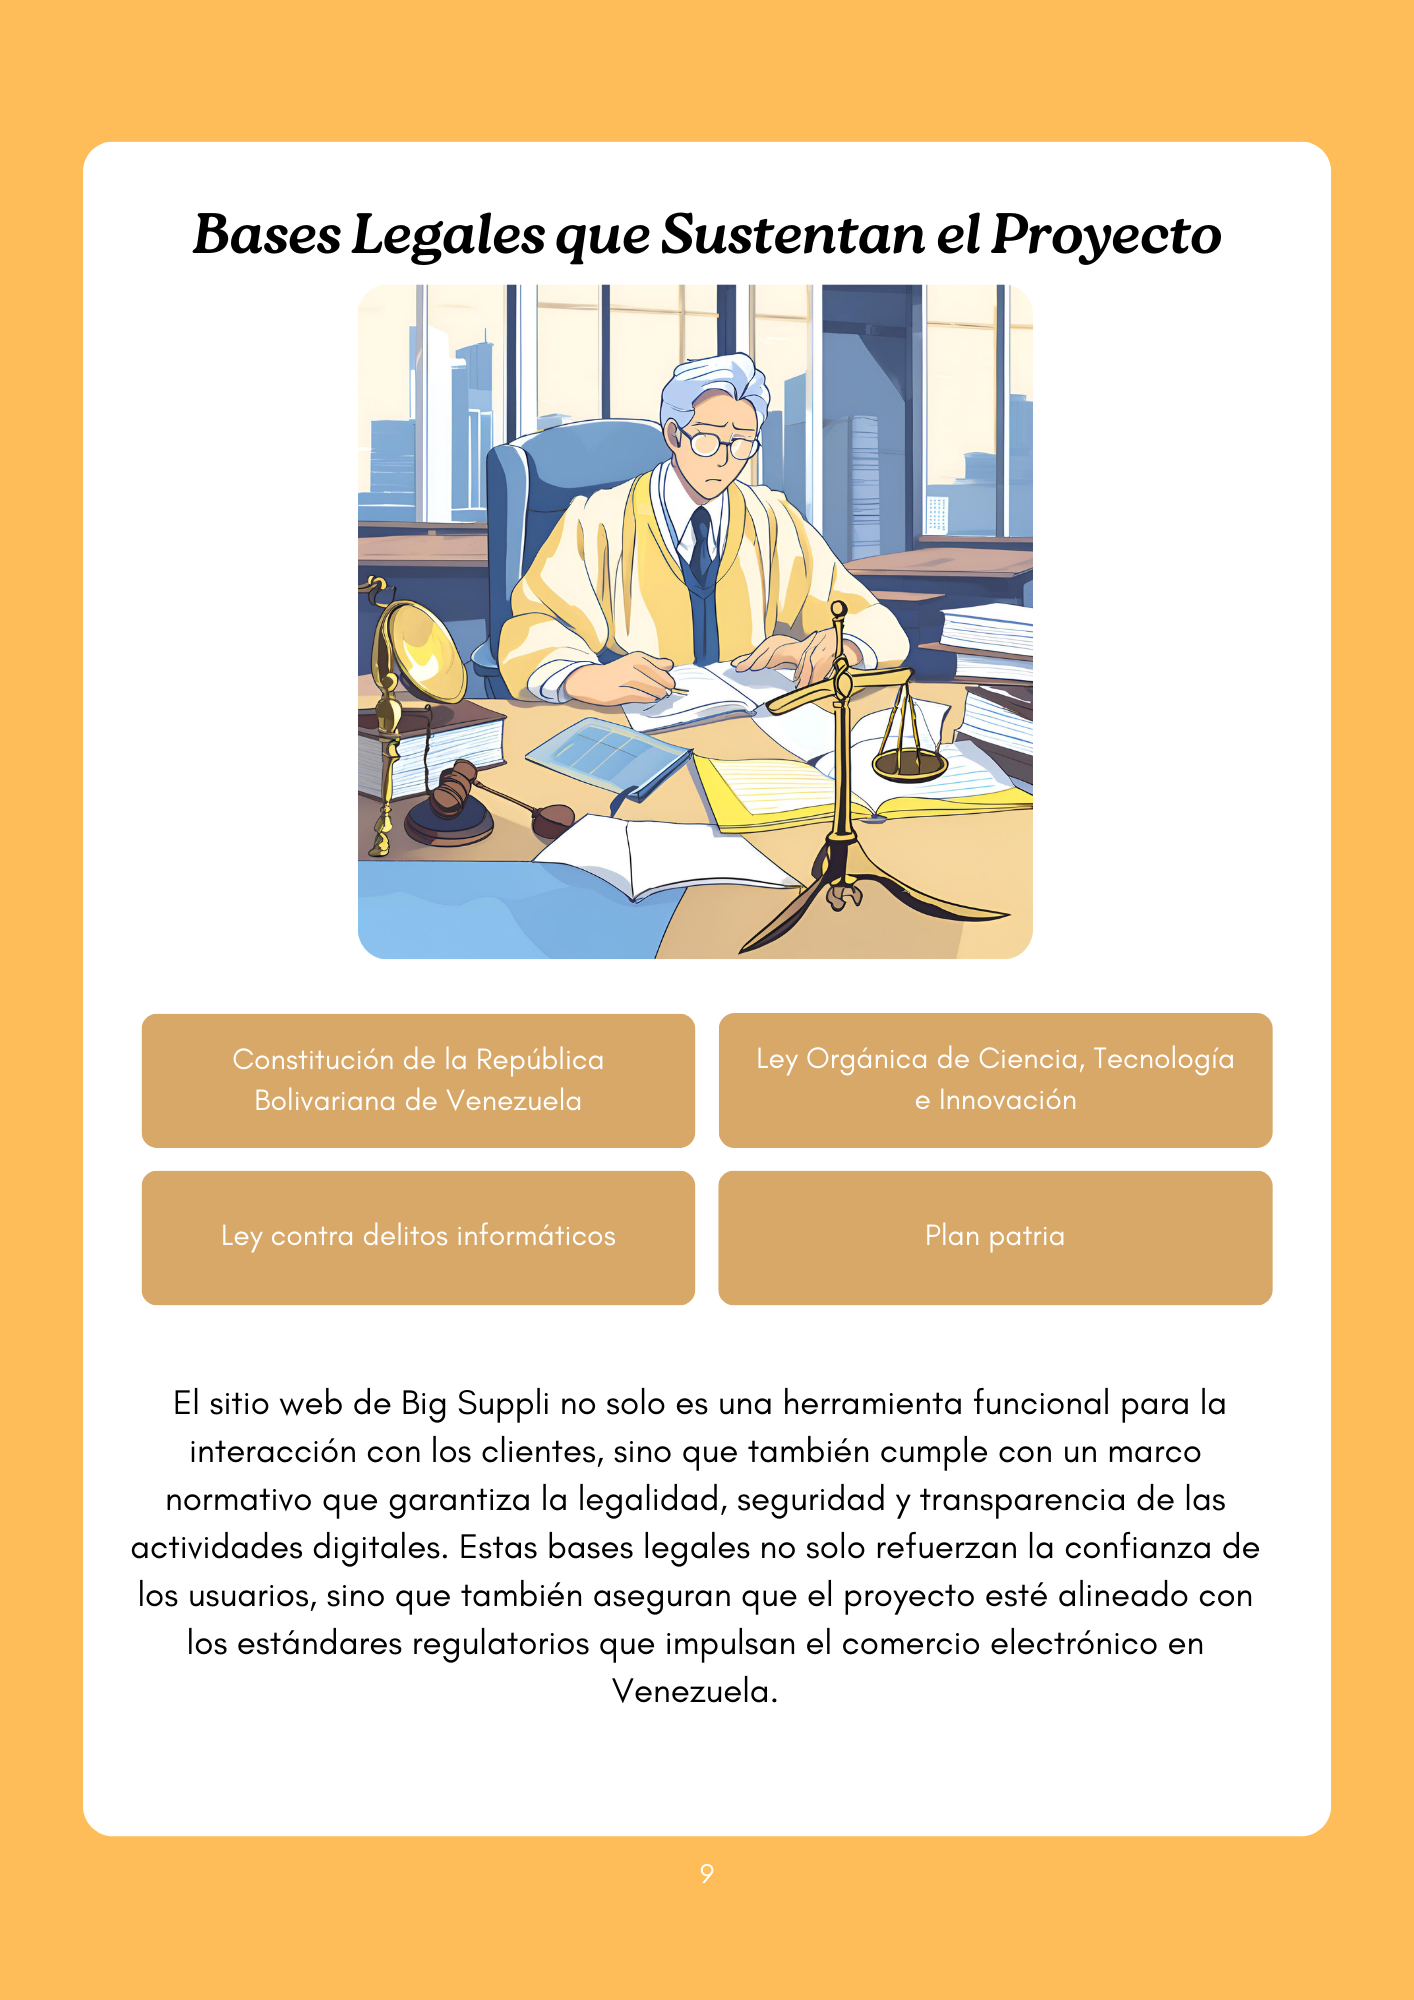 Bases Legales que Sustentan el Proyecto
Constitución de la República
Bolivariana de Venezuela
Ley Orgánica de Ciencia, Tecnología
e Innovación
Ley contra delitos informáticos
Plan patria
El sitio web de Big Suppli no solo es una herramienta funcional para la
interacción con los clientes, sino que también cumple con un marco
normativo que garantiza la legalidad, seguridad y transparencia de las
actividades digitales. Estas bases legales no solo refuerzan la confianza de
los usuarios, sino que también aseguran que el proyecto esté alineado con
los estándares regulatorios que impulsan el comercio electrónico en
Venezuela.
9